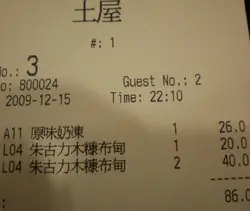 土屋
#: 1
No.: 3
o: 800024
Guest No.: 2
2009-12-15
Time: 22:10
A11 原味奶凍 1 26.0
L04 朱古力木糠布甸 1 20.0
L04 朱古力木糠布甸 2 40.0
: 86.0